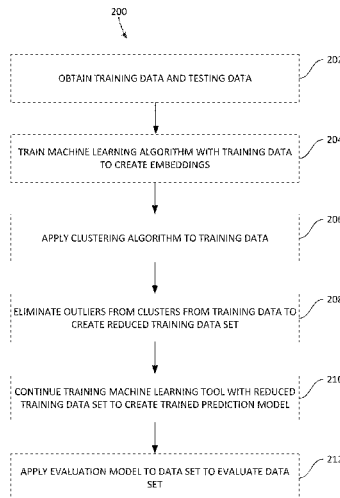 200
202
OBTAIN TRAINING DATA AND TESTING DATA
204
TRAIN MACHINE LEARNING ALGORITHM WITH TRAINING DATA
TO CREATE EMBEDDINGS
206
APPLY CLUSTERING ALGORITHM TO TRAINING DATA
208
ELIMINATE OUTLIERS FROM CLUSTERS FROM TRAINING DATA TO
CREATE REDUCED TRAINING DATA SET
210
CONTINUE TRAINING MACHINE LEARNING TOOL WITH REDUCED
TRAINING DATA SET TO CREATE TRAINED PREDICTION MODEL
212
APPLY EVALUATION MODEL TO DATA SET TO EVALUATE DATA
SET